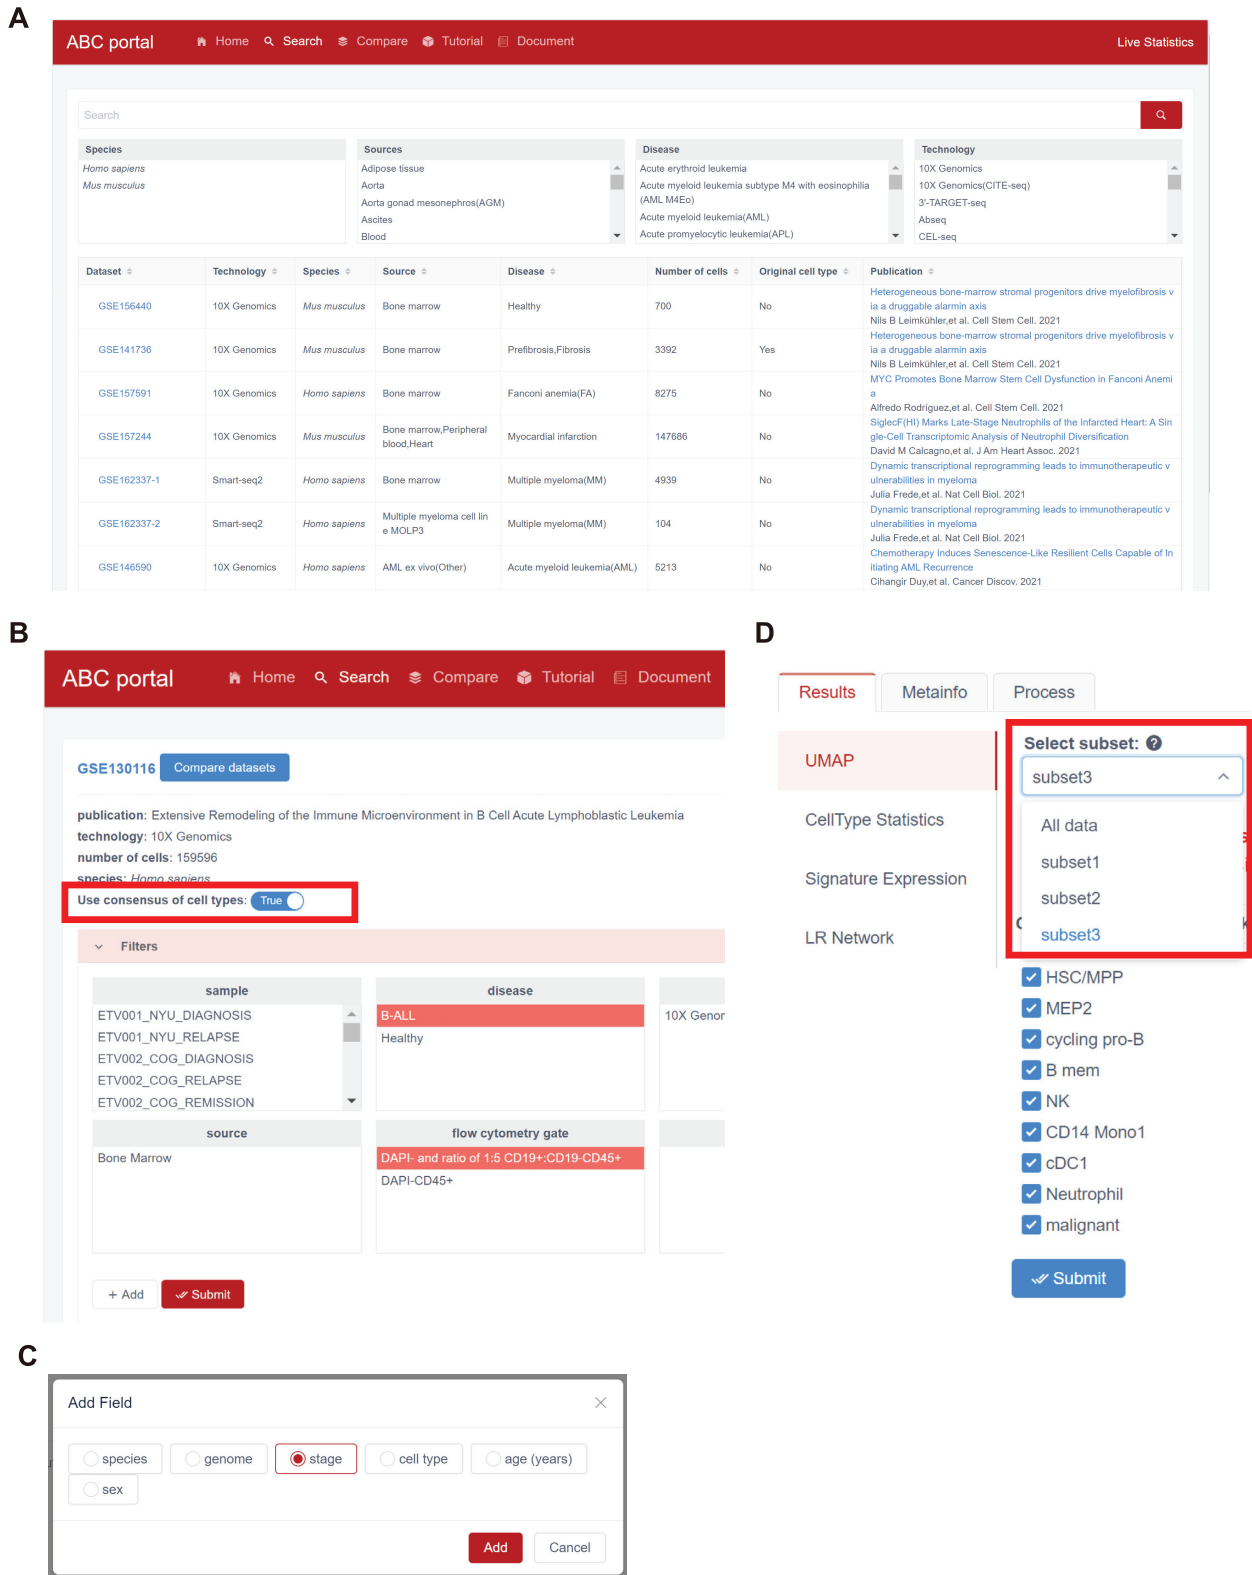 A
ABC portal Home Search Compare Tutorial Document Live Statistics
Search
Species Sources Disease Technology
Homo sapiens
Mus musculus
Adipose tissue
Aorta
Aorta gonad mesonephros(AGM)
Ascites
Blood
Acute erythroid leukemia
Acute myeloid leukemia subtype M4 with eosinophilia
(AML M4Eo)
Acute myeloid leukemia(AML)
Acute promyelocytic leukemia(APL)
10X Genomics
10X Genomics(CITE-seq)
3'-TARGET-seq
Abseq
CEL-seq
Dataset Technology Species Source Disease Number of cells Original cell type Publication
GSE156440 10X Genomics Mus musculus Bone marrow Healthy 700 No
Heterogeneous bone-marrow stromal progenitors drive myelofibrosis v
ia a druggable alarmin axis
Nils B Leimkühler,et al. Cell Stem Cell. 2021
GSE141736 10X Genomics Mus musculus Bone marrow Prefibrosis,Fibrosis 3392 Yes
Heterogeneous bone-marrow stromal progenitors drive myelofibrosis v
ia a druggable alarmin axis
Nils B Leimkühler,et al. Cell Stem Cell. 2021
GSE157591 10X Genomics Homo sapiens Bone marrow Fanconi anemia(FA) 8275 No
MYC Promotes Bone Marrow Stem Cell Dysfunction in Fanconi Anemi
a
Alfredo Rodríguez,et al. Cell Stem Cell. 2021
GSE157244 10X Genomics Mus musculus Bone marrow,Peripheral
blood,Heart
Myocardial infarction 147686 No
SiglecF(HI) Marks Late-Stage Neutrophils of the Infarcted Heart: A Sin
gle-Cell Transcriptomic Analysis of Neutrophil Diversification
David M Calcagno,et al. J Am Heart Assoc. 2021
GSE162337-1 Smart-seq2 Homo sapiens Bone marrow Multiple myeloma(MM) 4939 No
Dynamic transcriptional reprogramming leads to immunotherapeutic v
ulnerabilities in myeloma
Julia Frede,et al. Nat Cell Biol. 2021
GSE162337-2 Smart-seq2 Homo sapiens Multiple myeloma cell lin
e MOLP3
Multiple myeloma(MM) 104 No
Dynamic transcriptional reprogramming leads to immunotherapeutic v
ulnerabilities in myeloma
Julia Frede,et al. Nat Cell Biol. 2021
GSE146590 10X Genomics Homo sapiens AML ex vivo(Other) Acute myeloid leukemia(AML) 5213 No
Chemotherapy Induces Senescence-Like Resilient Cells Capable of In
itiating AML Recurrence
Cihangir Duy,et al. Cancer Discov. 2021
B
ABC portal Home Search Compare Tutorial Document
GSE130116 Compare datasets
publication: Extensive Remodeling of the Immune Microenvironment in B Cell Acute Lymphoblastic Leukemia
technology: 10X Genomics
number of cells: 159596
species: Homo sapiens
Use consensus of cell types: True
Filters
sample
ETV001_NYU_DIAGNOSIS
ETV001_NYU_RELAPSE
ETV002_COG_DIAGNOSIS
ETV002_COG_RELAPSE
ETV002_COG_REMISSION
disease
B-ALL
Healthy
10X Genor
source
Bone Marrow
flow cytometry gate
DAPI- and ratio of 1:5 CD19+:CD19-CD45+
DAPI-CD45+
+ Add Submit
D
Results Metainfo Process
UMAP
CellType Statistics
Signature Expression
LR Network
Select subset:
subset3
All data
subset1
subset2
subset3
HSC/MPP
MEP2
cycling pro-B
B mem
NK
CD14 Mono1
cDC1
Neutrophil
malignant
Submit
C
Add Field
species genome stage cell type age (years)
sex
Add Cancel